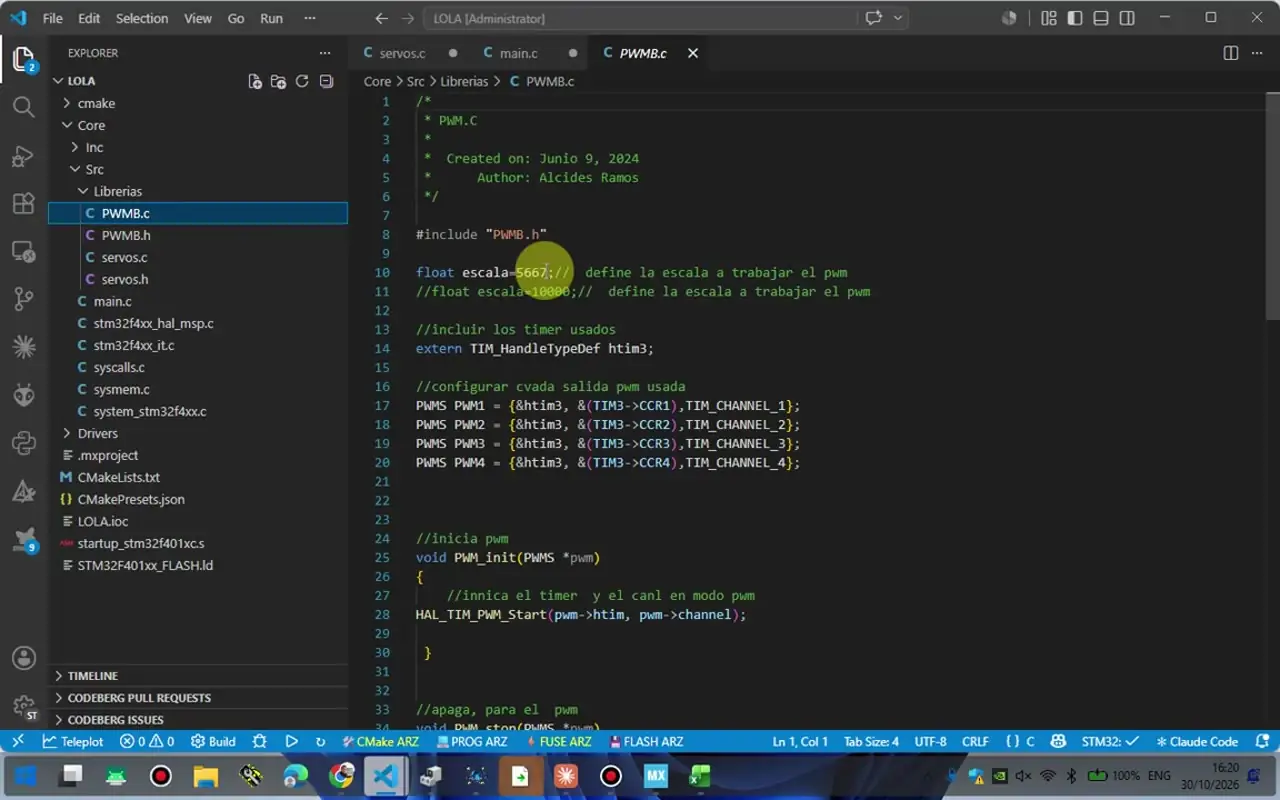 File Edit Selection View Go Run ··· LOLA [Administrator]
EXPLORER ···
LOLA
cmake
Core
Inc
Src
Librerias
C PWMB.c
C PWMB.h
C servos.c
C servos.h
C main.c
C stm32f4xx_hal_msp.c
C stm32f4xx_it.c
C syscalls.c
C sysmem.c
C system_stm32f4xx.c
Drivers
.mxproject
M CMakeLists.txt
{} CMakePresets.json
LOLA.ioc
startup_stm32f401xc.s
STM32F401xx_FLASH.ld
TIMELINE
CODEBERG PULL REQUESTS
CODEBERG ISSUES
2
9
ST
C servos.c C main.c C PWMB.c
Core > Src > Librerias > C PWMB.c
1 /*
2 * PWM.C
3 *
4 * Created on: Junio 9, 2024
5 * Author: Alcides Ramos
6 */
7
8 #include "PWMB.h"
9
10 float escala=5667;// define la escala a trabajar el pwm
11 //float escala=10000;// define la escala a trabajar el pwm
12
13 //incluir los timer usados
14 extern TIM_HandleTypeDef htim3;
15
16 //configurar cvada salida pwm usada
17 PWMS PWM1 = {&htim3, &(TIM3->CCR1),TIM_CHANNEL_1};
18 PWMS PWM2 = {&htim3, &(TIM3->CCR2),TIM_CHANNEL_2};
19 PWMS PWM3 = {&htim3, &(TIM3->CCR3),TIM_CHANNEL_3};
20 PWMS PWM4 = {&htim3, &(TIM3->CCR4),TIM_CHANNEL_4};
21
22
23
24 //inicia pwm
25 void PWM_init(PWMS *pwm)
26 {
27 //innica el timer y el canl en modo pwm
28 HAL_TIM_PWM_Start(pwm->htim, pwm->channel);
29
30 }
31
32
33 //apaga, para el pwm
34 void PWM_stop(PWMS *pwm)
Teleplot 0 0 Build CMake ARZ PROG ARZ FUSE ARZ FLASH ARZ Ln 1, Col 1 Tab Size: 4 UTF-8 CRLF {} C STM32: Claude Code
MX 100% ENG 16:20
30/10/2026